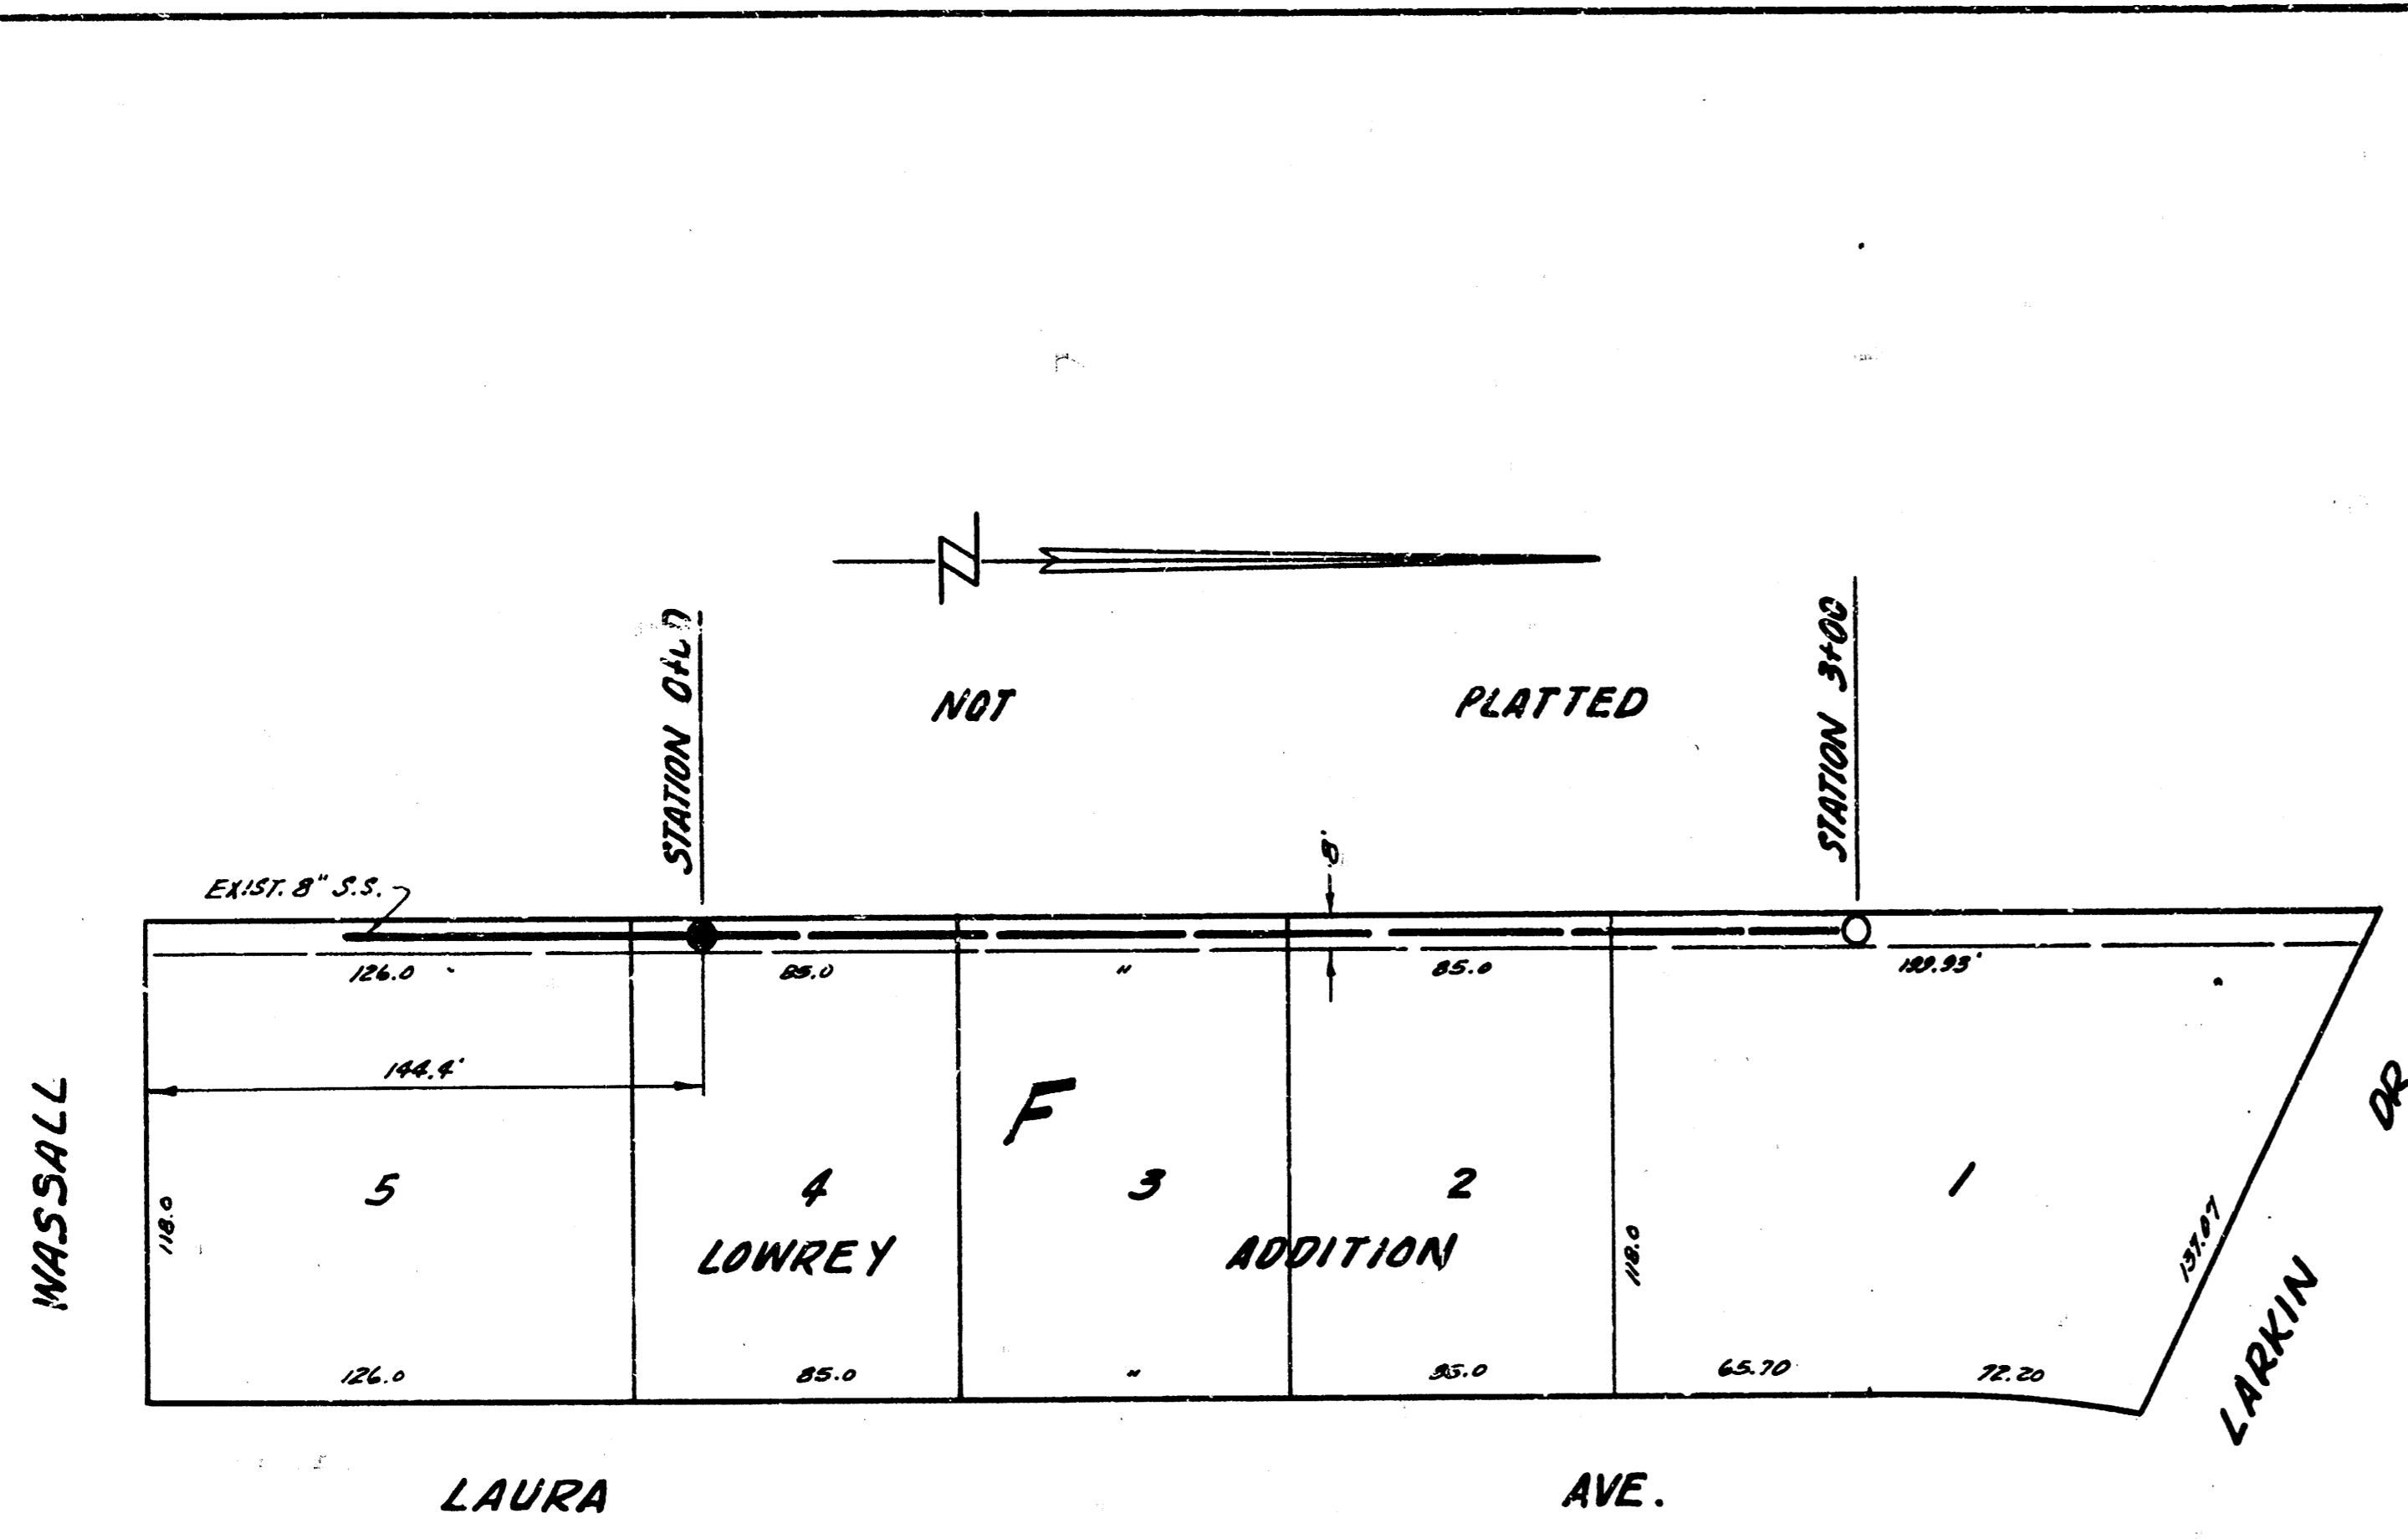 N
STATION 0+00
STATION 3+00
NOT PLATTED
8'
EXIST. 8" S.S.
126.0 85.0 " 85.0 199.93'
144.4'
F
WASSALL
118.0
5 4 3 2 1
118.0
137.07
LOWREY ADDITION
LARKIN DR
126.0 85.0 " 85.0 65.70 72.20
LAURA AVE.